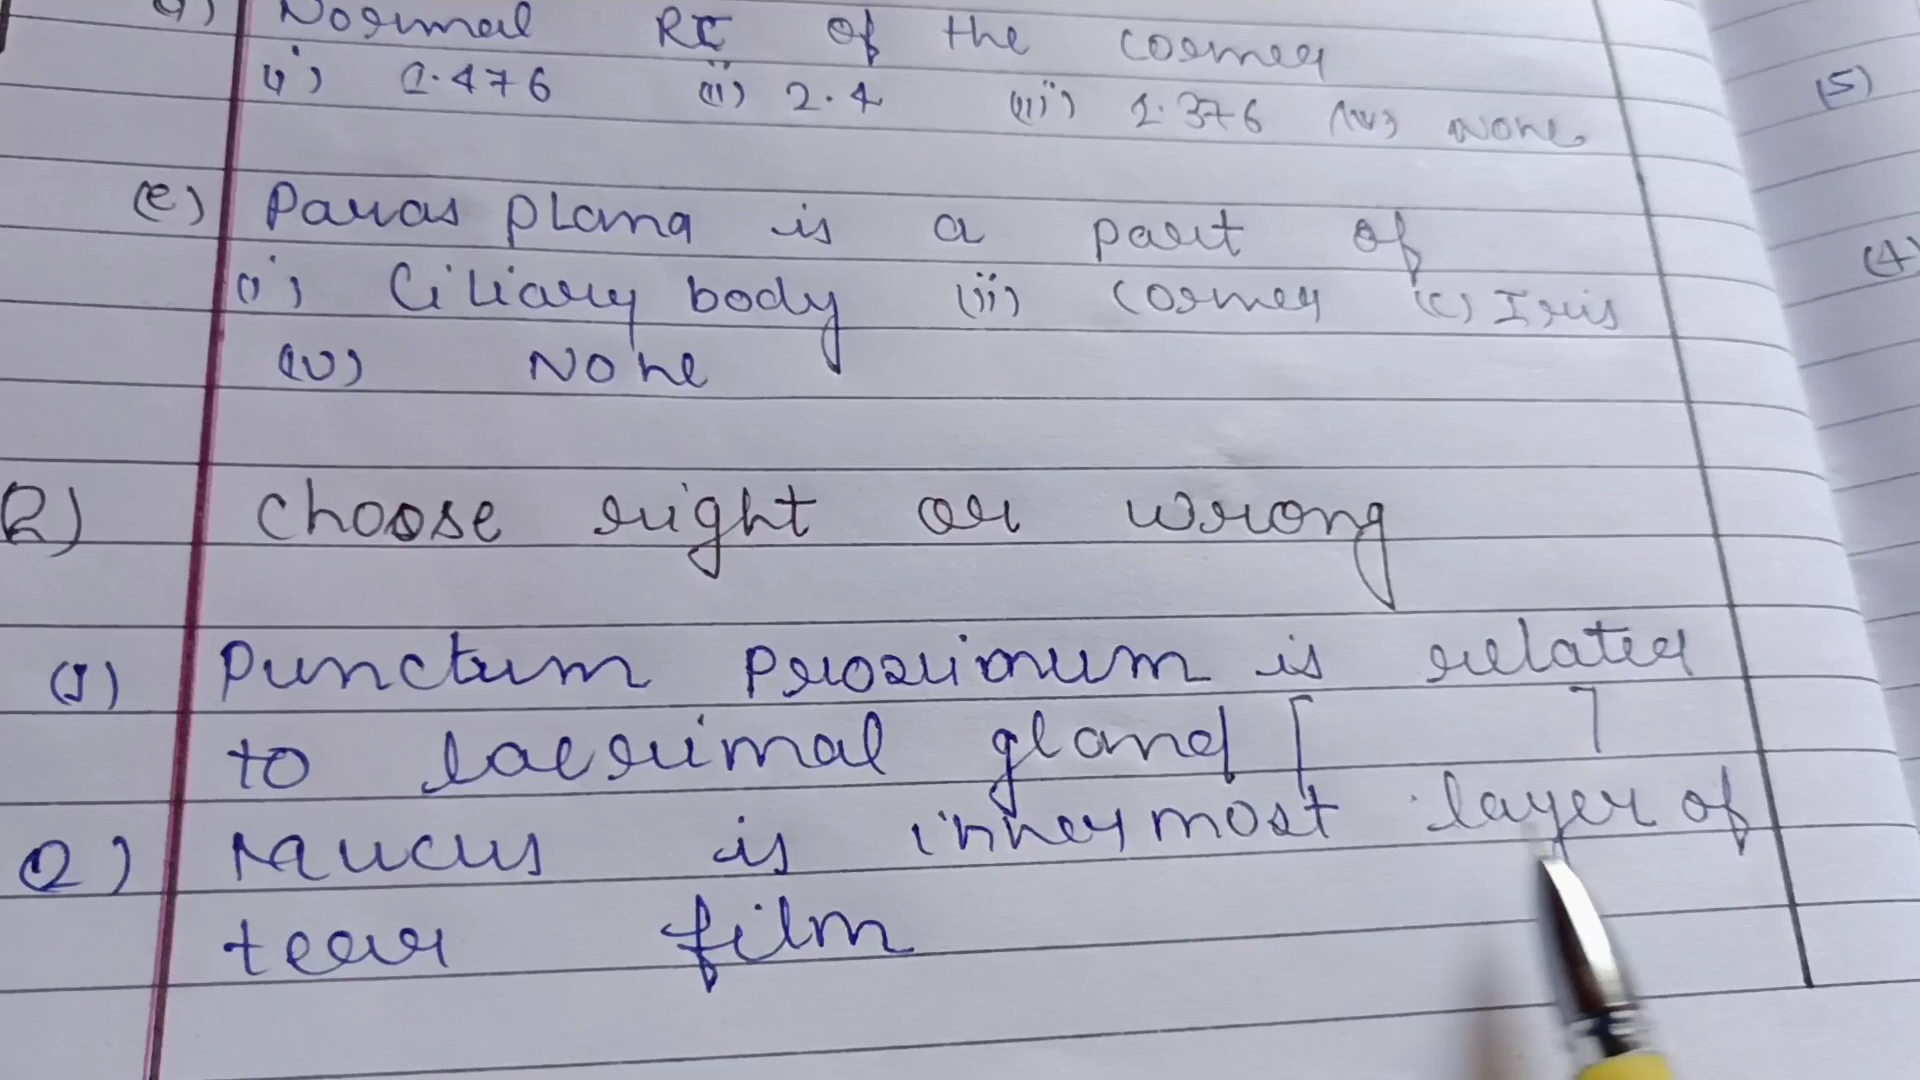 Normal RI of the cornea
(i) 1.476 (ii) 2.4 (iii) 1.376 (iv) None
(e) Paras plana is a part of
(i) Ciliary body (ii) cornea (c) Iris
(iv) None
2) choose right or wrong
(1) Punctum proximum is related
to lacrimal gland [ ]
2) Mucus is innermost layer of
tear film
(5)
(4)